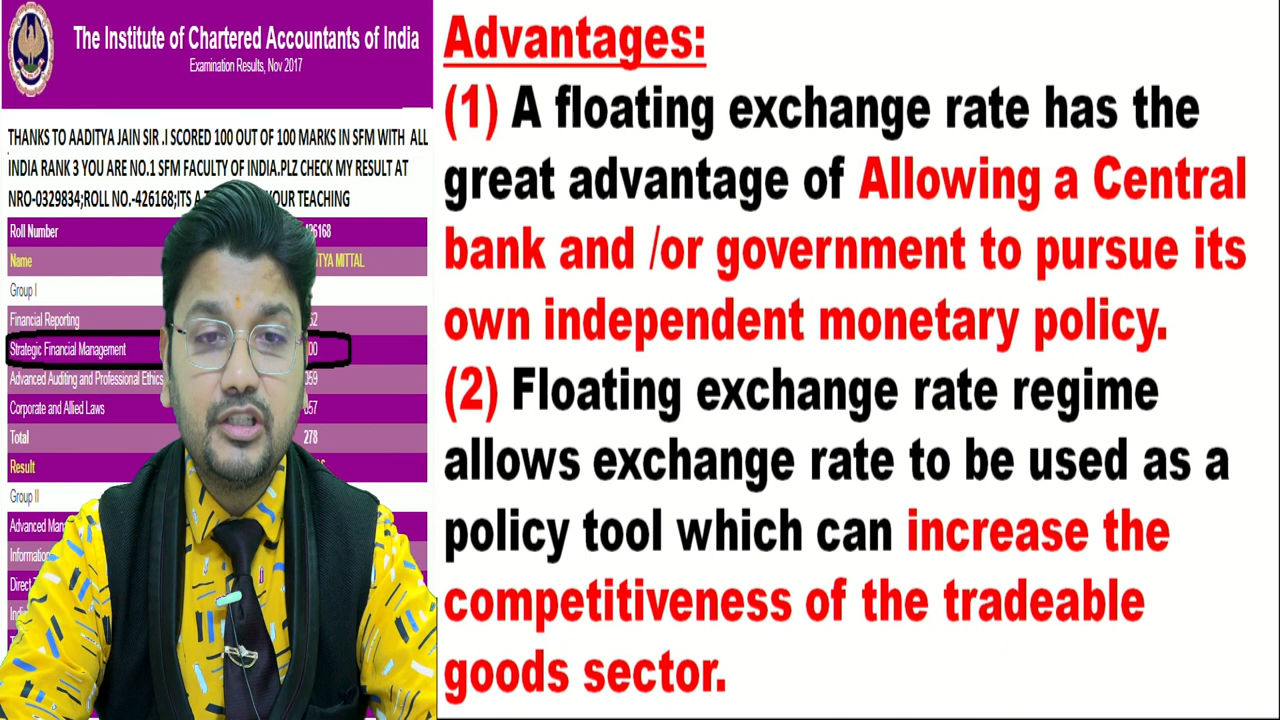 The Institute of Chartered Accountants of India
Examination Results, Nov 2017
THANKS TO AADITYA JAIN SIR .I SCORED 100 OUT OF 100 MARKS IN SFM WITH ALL
INDIA RANK 3 YOU ARE NO.1 SFM FACULTY OF INDIA.PLZ CHECK MY RESULT AT
NRO-0329834;ROLL NO.-426168;ITS A YOUR TEACHING
Roll Number
Name MITTAL
Group I
Financial Reporting
Strategic Financial Management
Advanced Auditing and Professional Ethics
Corporate and Allied Laws
Total 278
Result
Group II
Advantages:
(1) A floating exchange rate has the
great advantage of Allowing a Central
bank and /or government to pursue its
own independent monetary policy.
(2) Floating exchange rate regime
allows exchange rate to be used as a
policy tool which can increase the
competitiveness of the tradeable
goods sector.